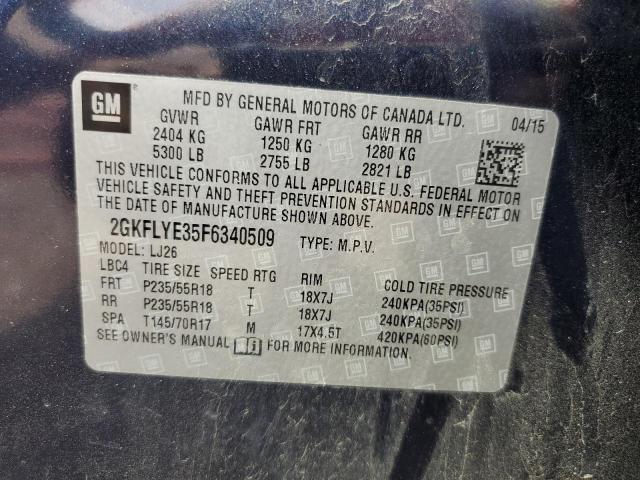 GM
MFD BY GENERAL MOTORS OF CANADA LTD.
04/15
GVWR GAWR FRT GAWR RR
2404 KG 1250 KG 1280 KG
5300 LB 2755 LB 2821 LB
THIS VEHICLE CONFORMS TO ALL APPLICABLE U.S. FEDERAL MOTOR
VEHICLE SAFETY AND THEFT PREVENTION STANDARDS IN EFFECT ON
THE DATE OF MANUFACTURE SHOWN ABOVE.
2GKFLYE35F6340509 TYPE: M.P.V.
MODEL: LJ26
LBC4 TIRE SIZE SPEED RTG RIM COLD TIRE PRESSURE
FRT P235/55R18 T 18X7J 240KPA(35PSI)
RR P235/55R18 T 18X7J 240KPA(35PSI)
SPA T145/70R17 M 17X4.5T 420KPA(60PSI)
SEE OWNER'S MANUAL FOR MORE INFORMATION.